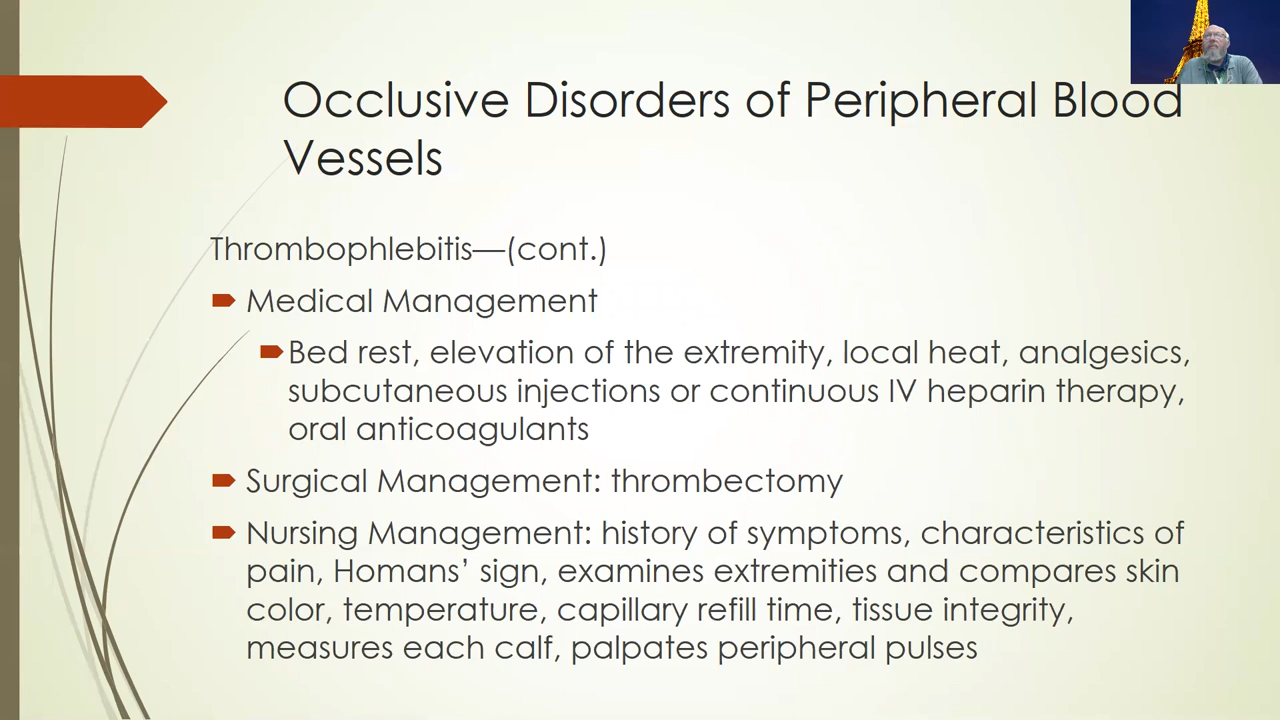 Occlusive Disorders of Peripheral Blood
Vessels
Thrombophlebitis—(cont.)
Medical Management
Bed rest, elevation of the extremity, local heat, analgesics,
subcutaneous injections or continuous IV heparin therapy,
oral anticoagulants
Surgical Management: thrombectomy
Nursing Management: history of symptoms, characteristics of
pain, Homans’ sign, examines extremities and compares skin
color, temperature, capillary refill time, tissue integrity,
measures each calf, palpates peripheral pulses